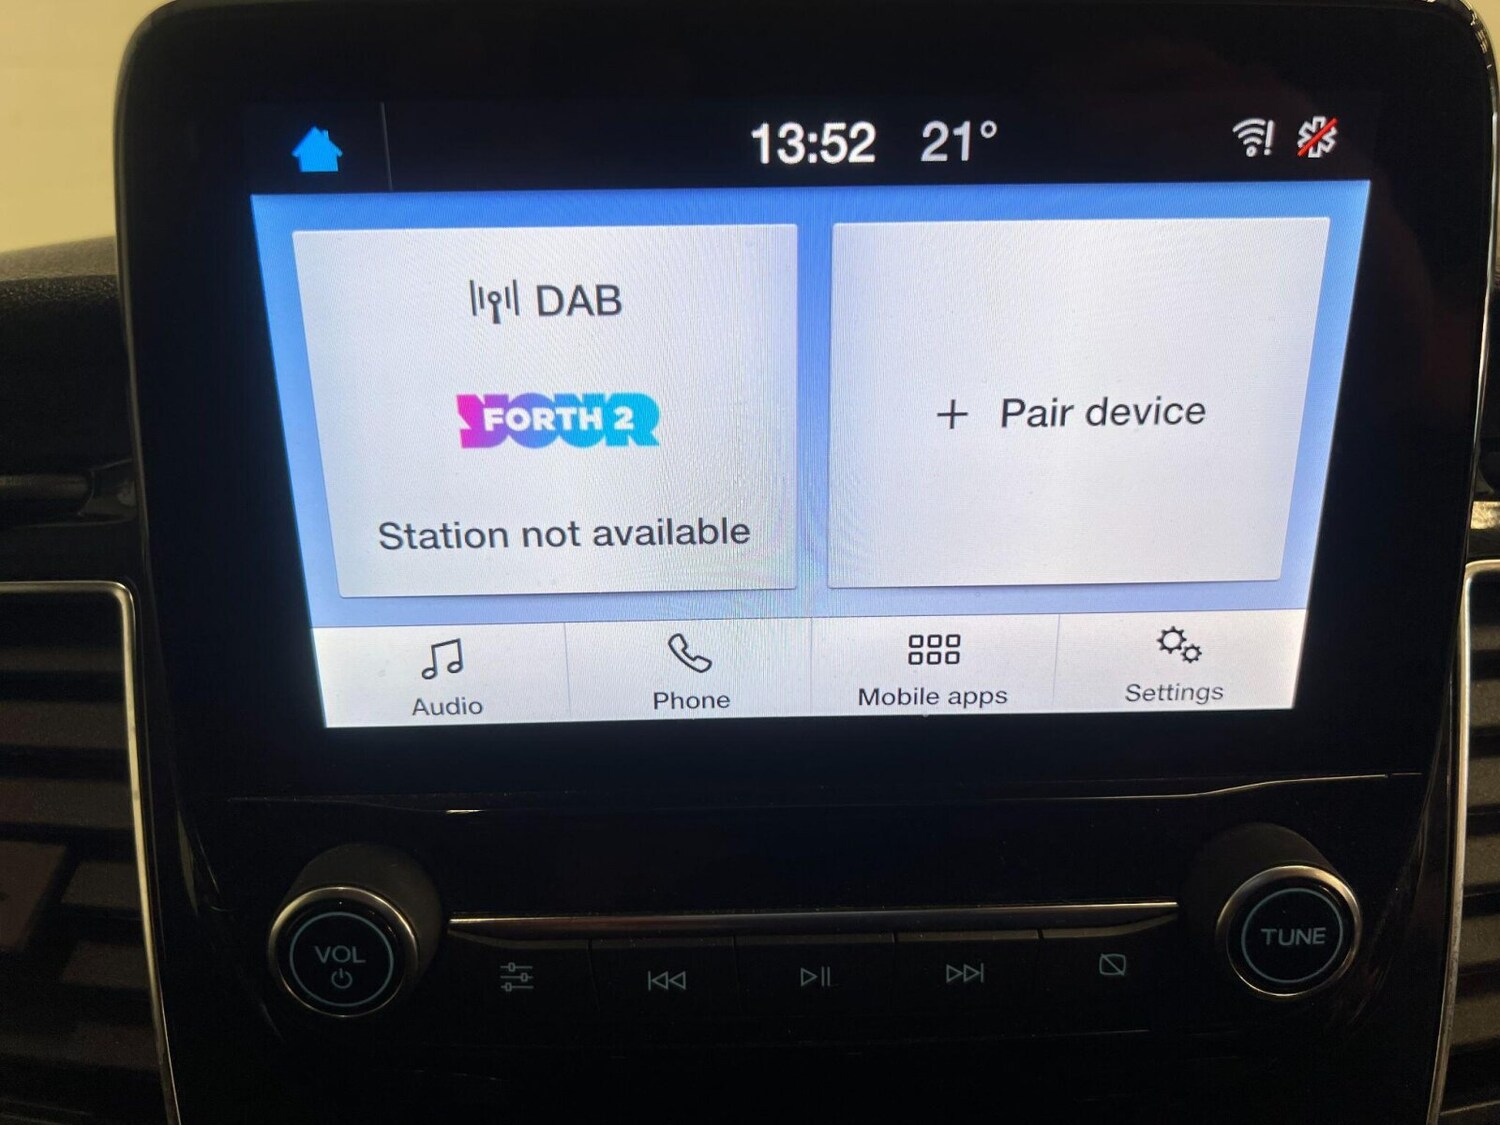 13:52 21°
DAB
YOUR
FORTH 2
Station not available
+ Pair device
Audio
Phone
Mobile apps
Settings
VOL
TUNE